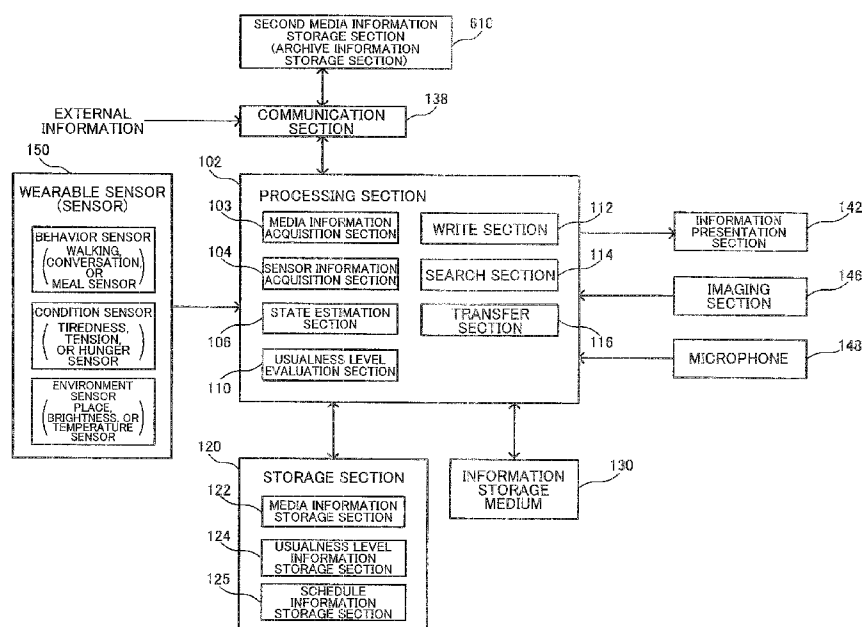 SECOND MEDIA INFORMATION
STORAGE SECTION
(ARCHIVE INFORMATION
STORAGE SECTION)
610
EXTERNAL
INFORMATION
COMMUNICATION
SECTION
138
150
WEARABLE SENSOR
(SENSOR)
BEHAVIOR SENSOR
(WALKING,
CONVERSATION
OR
MEAL SENSOR)
CONDITION SENSOR
(TIREDNESS,
TENSION,
OR HUNGER
SENSOR)
ENVIRONMENT
SENSOR
(PLACE,
BRIGHTNESS, OR
TEMPERATURE
SENSOR)
102
PROCESSING SECTION
103
MEDIA INFORMATION
ACQUISITION SECTION
104
SENSOR INFORMATION
ACQUISITION SECTION
106
STATE ESTIMATION
SECTION
110
USUALNESS LEVEL
EVALUATION SECTION
112
WRITE SECTION
114
SEARCH SECTION
TRANSFER
SECTION
116
INFORMATION
PRESENTATION
SECTION
142
IMAGING
SECTION
146
MICROPHONE
148
120
STORAGE SECTION
122
MEDIA INFORMATION
STORAGE SECTION
124
USUALNESS LEVEL
INFORMATION
STORAGE SECTION
125
SCHEDULE
INFORMATION
STORAGE SECTION
INFORMATION
STORAGE
MEDIUM
130